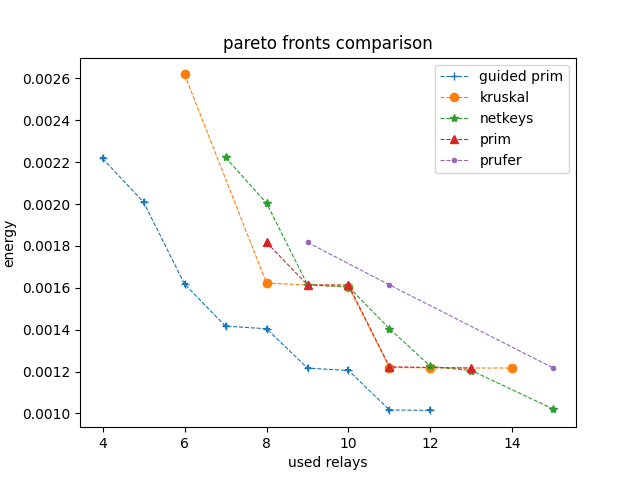 pareto fronts comparison
guided prim
kruskal
netkeys
prim
prufer
energy
0.0026
0.0024
0.0022
0.0020
0.0018
0.0016
0.0014
0.0012
0.0010
4 6 8 10 12 14
used relays